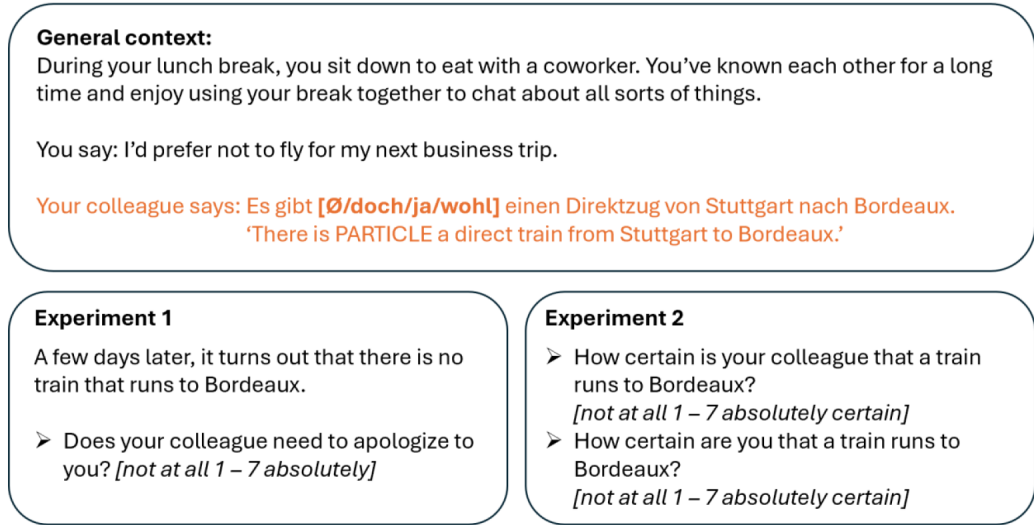 General context:
During your lunch break, you sit down to eat with a coworker. You’ve known each other for a long
time and enjoy using your break together to chat about all sorts of things.
You say: I’d prefer not to fly for my next business trip.
Your colleague says: Es gibt [Ø/doch/ja/wohl] einen Direktzug von Stuttgart nach Bordeaux.
‘There is PARTICLE a direct train from Stuttgart to Bordeaux.’
Experiment 1
A few days later, it turns out that there is no
train that runs to Bordeaux.
➢ Does your colleague need to apologize to
you? [not at all 1 – 7 absolutely]
Experiment 2
➢ How certain is your colleague that a train
runs to Bordeaux?
[not at all 1 – 7 absolutely certain]
➢ How certain are you that a train runs to
Bordeaux?
[not at all 1 – 7 absolutely certain]